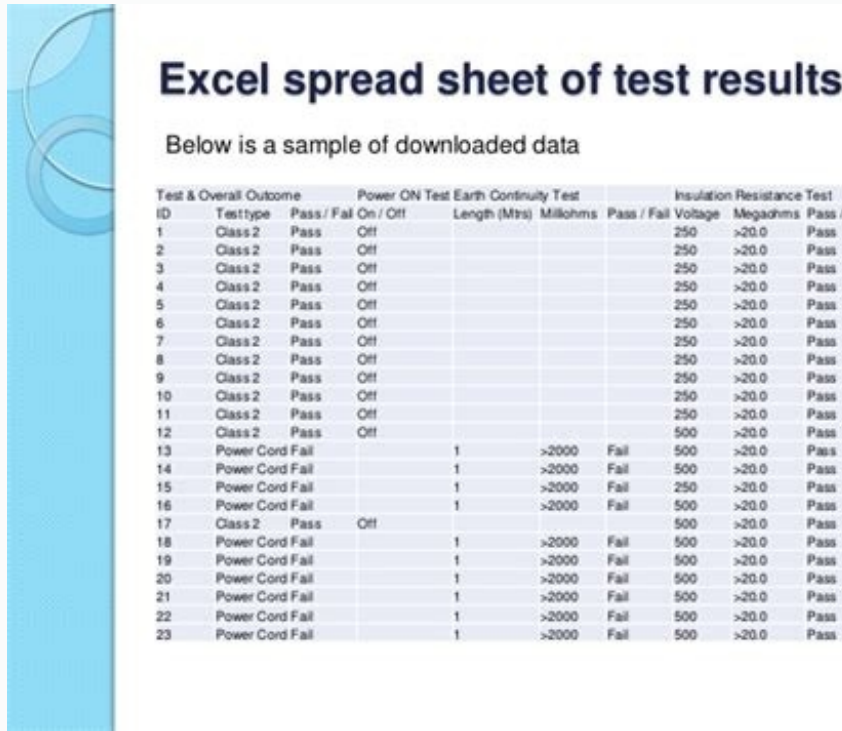 Excel spread sheet of test results
Below is a sample of downloaded data
Test & Overall Outcome Power ON Test Earth Continuity Test Insulation Resistance Test
ID Test type Pass / Fail On / Off Length (Mtrs) Milliohms Pass / Fail Voltage Megaohms Pass /
1 Class 2 Pass Off 250 >20.0 Pass
2 Class 2 Pass Off 250 >20.0 Pass
3 Class 2 Pass Off 250 >20.0 Pass
4 Class 2 Pass Off 250 >20.0 Pass
5 Class 2 Pass Off 250 >20.0 Pass
6 Class 2 Pass Off 250 >20.0 Pass
7 Class 2 Pass Off 250 >20.0 Pass
8 Class 2 Pass Off 250 >20.0 Pass
9 Class 2 Pass Off 250 >20.0 Pass
10 Class 2 Pass Off 250 >20.0 Pass
11 Class 2 Pass Off 250 >20.0 Pass
12 Class 2 Pass Off 500 >20.0 Pass
13 Power Cord Fail 1 >2000 Fail 500 >20.0 Pass
14 Power Cord Fail 1 >2000 Fail 500 >20.0 Pass
15 Power Cord Fail 1 >2000 Fail 250 >20.0 Pass
16 Power Cord Fail 1 >2000 Fail 500 >20.0 Pass
17 Class 2 Pass Off 500 >20.0 Pass
18 Power Cord Fail 1 >2000 Fail 500 >20.0 Pass
19 Power Cord Fail 1 >2000 Fail 500 >20.0 Pass
20 Power Cord Fail 1 >2000 Fail 500 >20.0 Pass
21 Power Cord Fail 1 >2000 Fail 500 >20.0 Pass
22 Power Cord Fail 1 >2000 Fail 500 >20.0 Pass
23 Power Cord Fail 1 >2000 Fail 500 >20.0 Pass